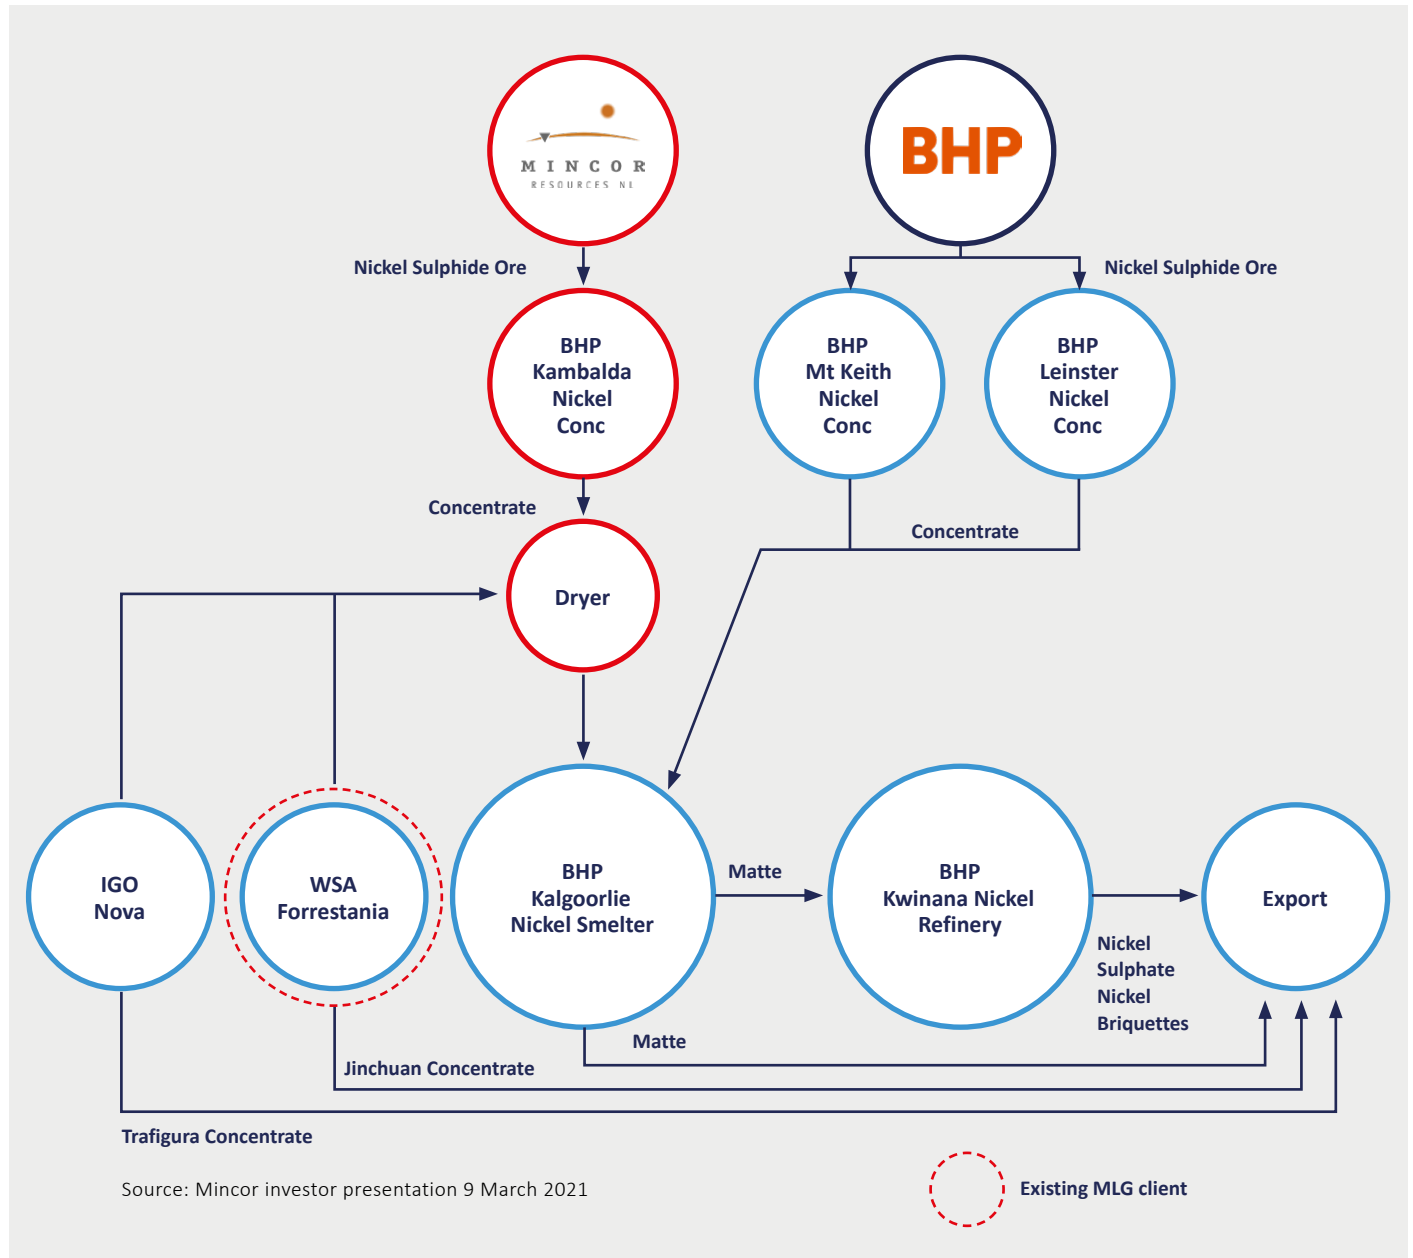 MINCOR
RESOURCES NL
BHP
Nickel Sulphide Ore
Nickel Sulphide Ore
BHP
Kambalda
Nickel
Conc
BHP
Mt Keith
Nickel
Conc
BHP
Leinster
Nickel
Conc
Concentrate
Concentrate
Dryer
IGO
Nova
WSA
Forrestania
BHP
Kalgoorlie
Nickel Smelter
Matte
BHP
Kwinana Nickel
Refinery
Export
Nickel
Sulphate
Nickel
Briquettes
Matte
Jinchuan Concentrate
Trafigura Concentrate
Source: Mincor investor presentation 9 March 2021
Existing MLG client